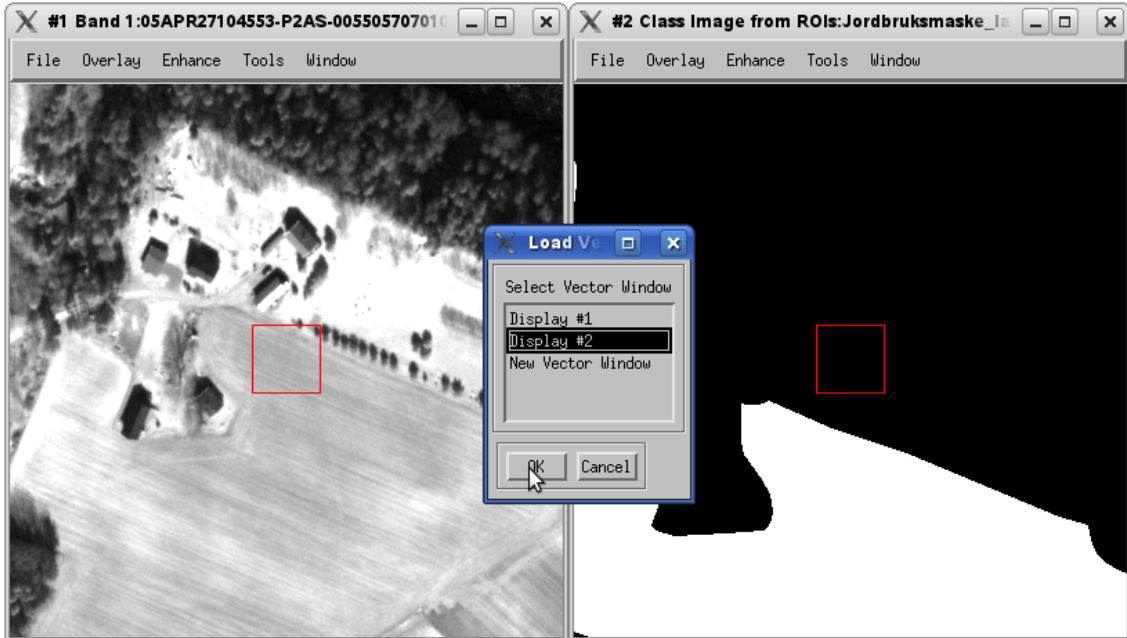 #1 Band 1:05APR27104553-P2AS-005505707010
File Overlay Enhance Tools Window
#2 Class Image from ROIs:Jordbruksmaske_la
File Overlay Enhance Tools Window
Load Ve
Select Vector Window
Display #1
Display #2
New Vector Window
OK Cancel